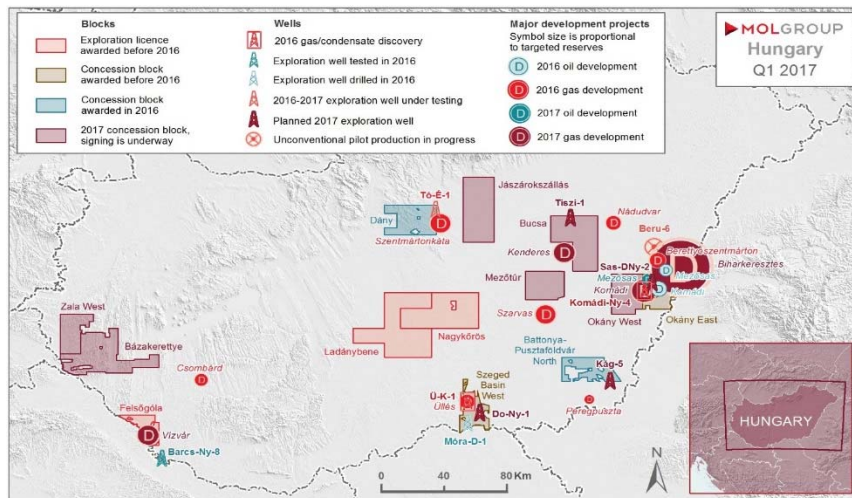 Blocks
Exploration licence
awarded before 2016
Concession block
awarded before 2016
Concession block
awarded in 2016
2017 concession block,
signing is underway
Wells
2016 gas/condensate discovery
Exploration well tested in 2016
Exploration well drilled in 2016
2016-2017 exploration well under testing
Planned 2017 exploration well
Unconventional pilot production in progress
Major development projects
Symbol size is proportional
to targeted reserves
D 2016 oil development
D 2016 gas development
D 2017 oil development
D 2017 gas development
MOLGROUP
Hungary
Q1 2017
Jászárokszállás
Tó-É-1
Dány
D
Szentmártonkáta
Tiszi-1
Bucsa
Nádudvar
D
Kenderes
D
Beru-6
Berettyószentmárton
D
D
Biharkeresztes
Sas-DNy-2
Mezősas
D
Mezősas
Mezőtúr
Komádi
D
Komádi
Komádi-Ny-4
Szarvas
D
Okány West
Okány East
Zala West
Bázakerettye
Nagykőrös
Ladánybene
Csombárd
D
Battonya-
Pusztaföldvár
North
Kág-5
Szeged
Basin
West
Ü-K-1
Üllés
Do-Ny-1
Peregpuszta
Felsőgóla
D
Vízvár
Barcs-Ny-8
Móra-D-1
0 40 80 Km
N
HUNGARY